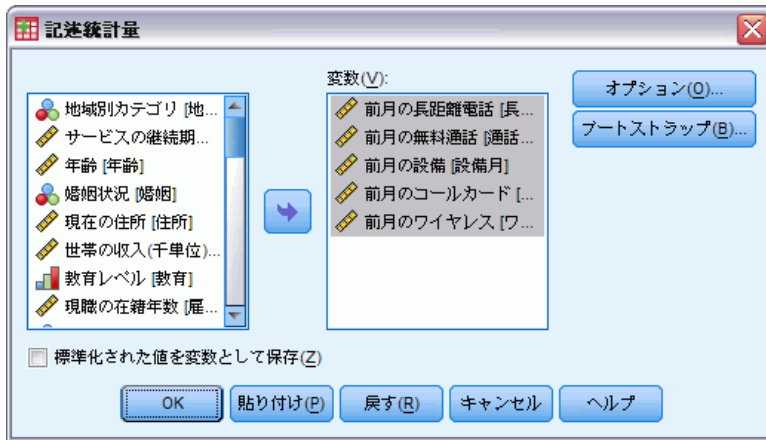 記述統計量
変数(V):
地域別カテゴリ [地...
サービスの継続期...
年齢 [年齢]
婚姻状況 [婚姻]
現在の住所 [住所]
世帯の収入(千単位)...
教育レベル [教育]
現職の在籍年数 [雇...
前月の長距離電話 [長...
前月の無料通話 [通話...
前月の設備 [設備月]
前月のコールカード [...
前月のワイヤレス [ワ...
オプション(O)...
ブートストラップ(B)...
標準化された値を変数として保存(Z)
OK
貼り付け(P)
戻す(R)
キャンセル
ヘルプ